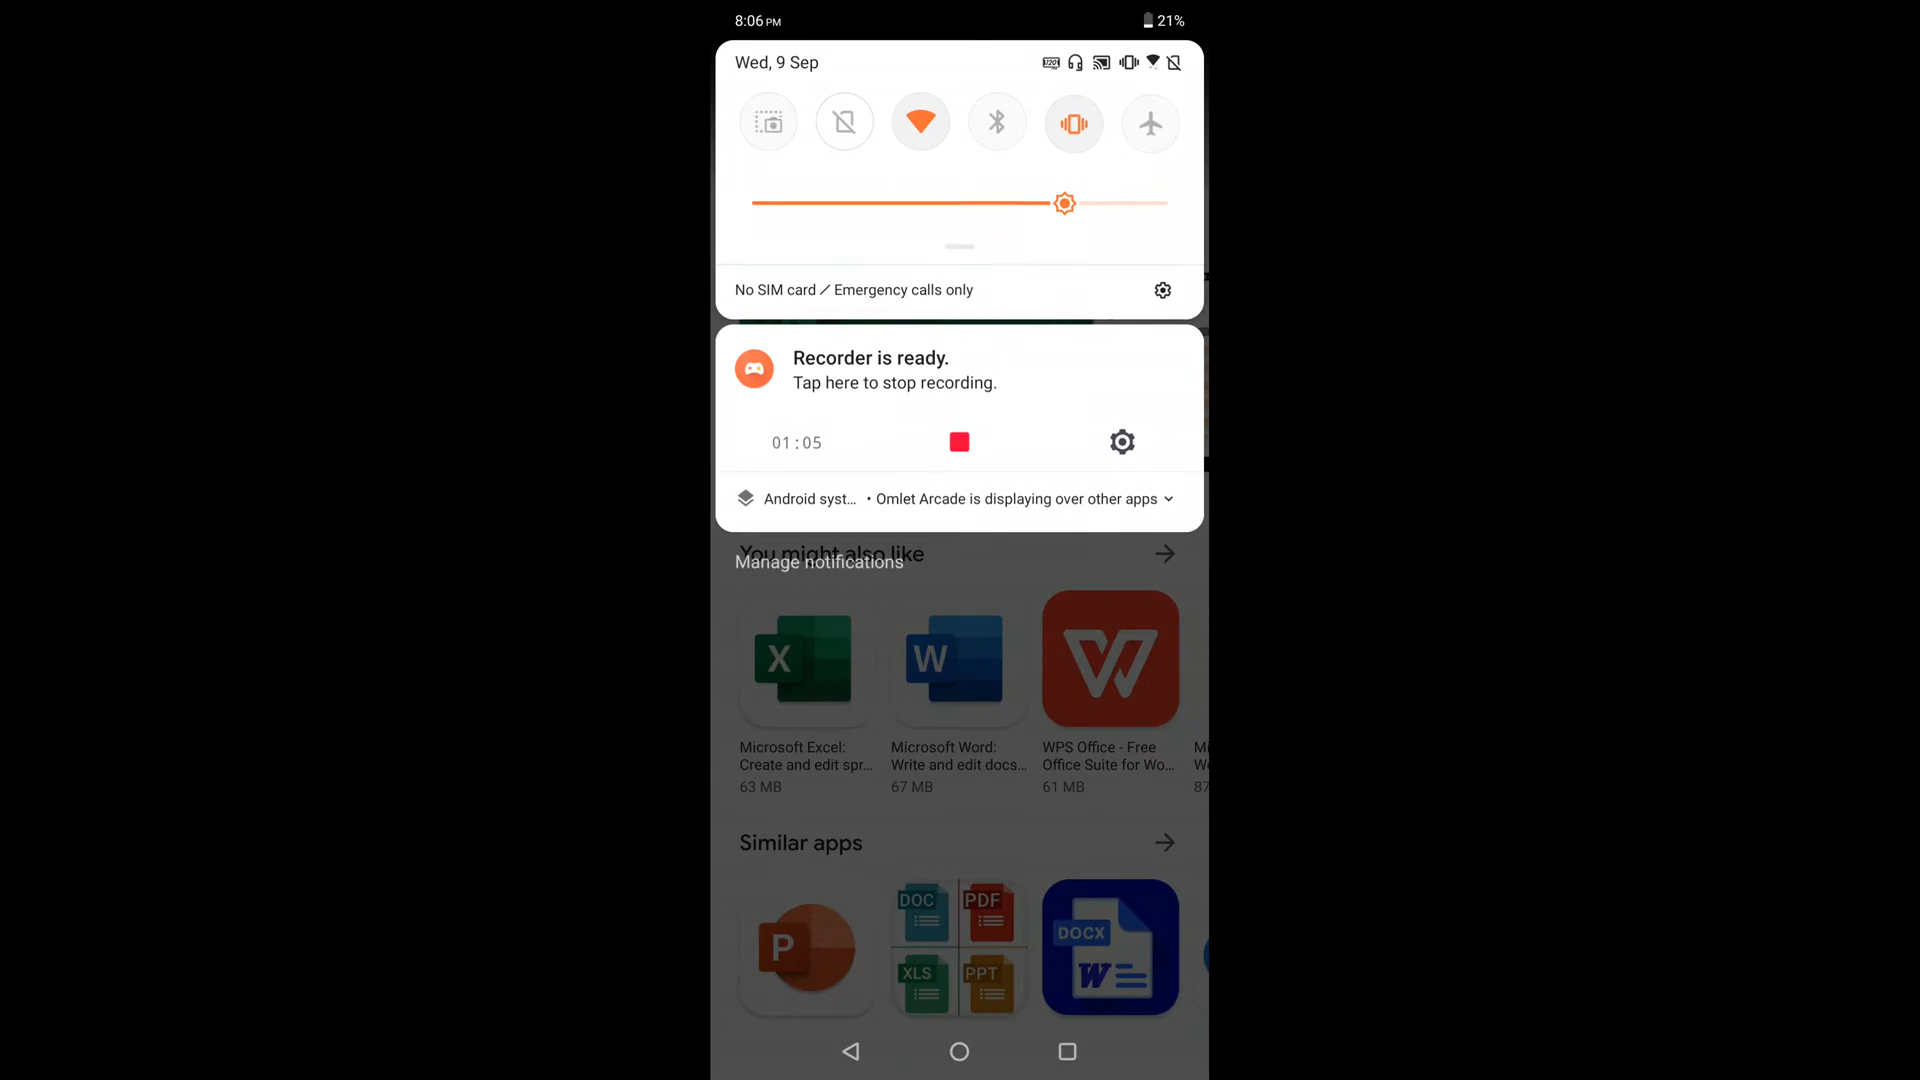 8:06 PM
21%
Wed, 9 Sep
No SIM card / Emergency calls only
Recorder is ready.
Tap here to stop recording.
01:05
Android syst… • Omlet Arcade is displaying over other apps
You might also like
Manage notifications
X
W
Microsoft Excel:
Create and edit spr…
63 MB
Microsoft Word:
Write and edit docs…
67 MB
WPS Office - Free
Office Suite for Wo…
61 MB
Mi
87
Similar apps
P
DOC
PDF
XLS
PPT
DOCX
W